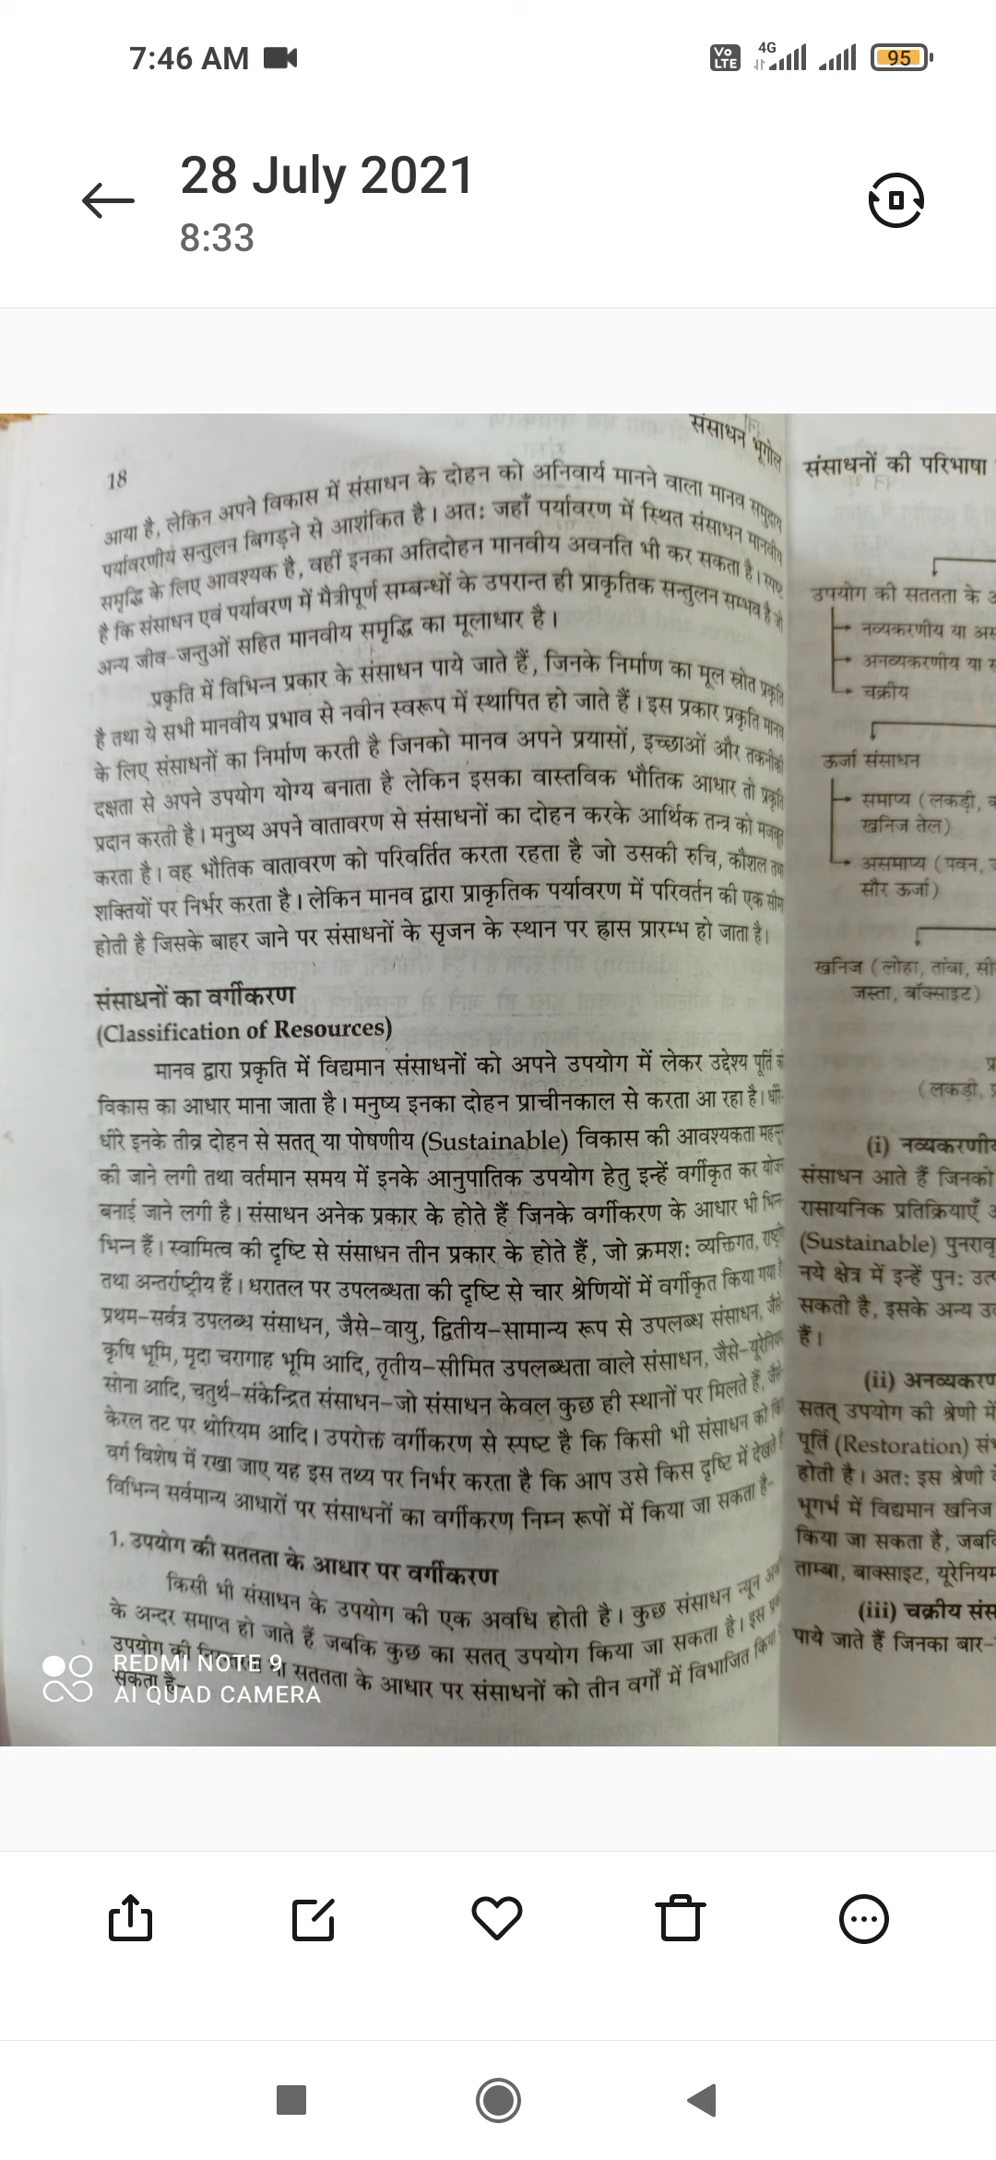 7:46 AM
Vo LTE 4G 95
28 July 2021
8:33
संसाधन भूगोल
18
आया है, लेकिन अपने विकास में संसाधन के दोहन को अनिवार्य मानने वाला मानव समुदाय
पर्यावरणीय सन्तुलन बिगड़ने से आशंकित है। अतः जहाँ पर्यावरण में स्थित संसाधन मानवीय
समृद्धि के लिए आवश्यक है, वहीं इनका अतिदोहन मानवीय अवनति भी कर सकता है।
है कि संसाधन एवं पर्यावरण में मैत्रीपूर्ण सम्बन्धों के उपरान्त ही प्राकृतिक सन्तुलन सम्भव है जो
अन्य जीव-जन्तुओं सहित मानवीय समृद्धि का मूलाधार है।
प्रकृति में विभिन्न प्रकार के संसाधन पाये जाते हैं, जिनके निर्माण का मूल स्रोत प्रकृति
है तथा ये सभी मानवीय प्रभाव से नवीन स्वरूप में स्थापित हो जाते हैं। इस प्रकार प्रकृति मानव
के लिए संसाधनों का निर्माण करती है जिनको मानव अपने प्रयासों, इच्छाओं और तकनीकी
दक्षता से अपने उपयोग योग्य बनाता है लेकिन इसका वास्तविक भौतिक आधार तो प्रकृति
प्रदान करती है। मनुष्य अपने वातावरण से संसाधनों का दोहन करके आर्थिक तन्त्र को मजबूत
करता है। वह भौतिक वातावरण को परिवर्तित करता रहता है जो उसकी रुचि, कौशल
शक्तियों पर निर्भर करता है। लेकिन मानव द्वारा प्राकृतिक पर्यावरण में परिवर्तन की एक
होती है जिसके बाहर जाने पर संसाधनों के सृजन के स्थान पर ह्रास प्रारम्भ हो जाता है।
संसाधनों का वर्गीकरण
(Classification of Resources)
मानव द्वारा प्रकृति में विद्यमान संसाधनों को अपने उपयोग में लेकर उद्देश्य पूर्ति
विकास का आधार माना जाता है। मनुष्य इनका दोहन प्राचीनकाल से करता आ रहा है।
धीरे इनके तीव्र दोहन से सतत् या पोषणीय (Sustainable) विकास की आवश्यकता
की जाने लगी तथा वर्तमान समय में इनके आनुपातिक उपयोग हेतु इन्हें वर्गीकृत कर
बनाई जाने लगी है। संसाधन अनेक प्रकार के होते हैं जिनके वर्गीकरण के आधार भी भिन्न-
भिन्न हैं। स्वामित्व की दृष्टि से संसाधन तीन प्रकार के होते हैं, जो क्रमशः व्यक्तिगत,
तथा अन्तर्राष्ट्रीय हैं। धरातल पर उपलब्धता की दृष्टि से चार श्रेणियों में वर्गीकृत किया गया
प्रथम-सर्वत्र उपलब्ध संसाधन, जैसे-वायु, द्वितीय-सामान्य रूप से उपलब्ध संसाधन,
कृषि भूमि, मृदा चरागाह भूमि आदि, तृतीय-सीमित उपलब्धता वाले संसाधन, जैसे-
सोना आदि, चतुर्थ-संकेन्द्रित संसाधन-जो संसाधन केवल कुछ ही स्थानों पर मिलते हैं,
केरल तट पर थोरियम आदि। उपरोक्त वर्गीकरण से स्पष्ट है कि किसी भी संसाधन को
वर्ग विशेष में रखा जाए यह इस तथ्य पर निर्भर करता है कि आप उसे किस दृष्टि में देखते
विभिन्न सर्वमान्य आधारों पर संसाधनों का वर्गीकरण निम्न रूपों में किया जा सकता है-
1. उपयोग की सततता के आधार पर वर्गीकरण
किसी भी संसाधन के उपयोग की एक अवधि होती है। कुछ संसाधन न्यून
के अन्दर समाप्त हो जाते हैं जबकि कुछ का सतत् उपयोग किया जा सकता है। इस
उपयोग की सततता के आधार पर संसाधनों को तीन वर्गों में विभाजित
सकता है-
REDMI NOTE 9
AI QUAD CAMERA
संसाधनों की परिभाषा
उपयोग की सततता के
नव्यकरणीय या
अनव्यकरणीय या
चक्रीय
ऊर्जा संसाधन
समाप्य (लकड़ी,
खनिज तेल)
असमाप्य (पवन,
सौर ऊर्जा)
खनिज (लोहा, तांबा,
जस्ता, बॉक्साइट)
(लकड़ी,
(i) नव्यकरणीय
संसाधन आते हैं जिनको
रासायनिक प्रतिक्रियाएँ
(Sustainable)
नये क्षेत्र में इन्हें पुनः
सकती है, इसके अन्य
हैं।
(ii)
सतत् उपयोग की श्रेणी में
पूर्ति (Restoration)
होती है। अतः इस श्रेणी
भूगर्भ में विद्यमान खनिज
किया जा सकता है,
ताम्बा, बाक्साइट,
(iii) चक्रीय
पाये जाते हैं जिनका बार-